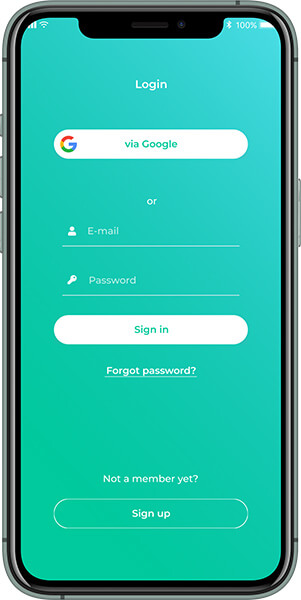 100%
Login
via Google
or
E-mail
Password
Sign in
Forgot password?
Not a member yet?
Sign up